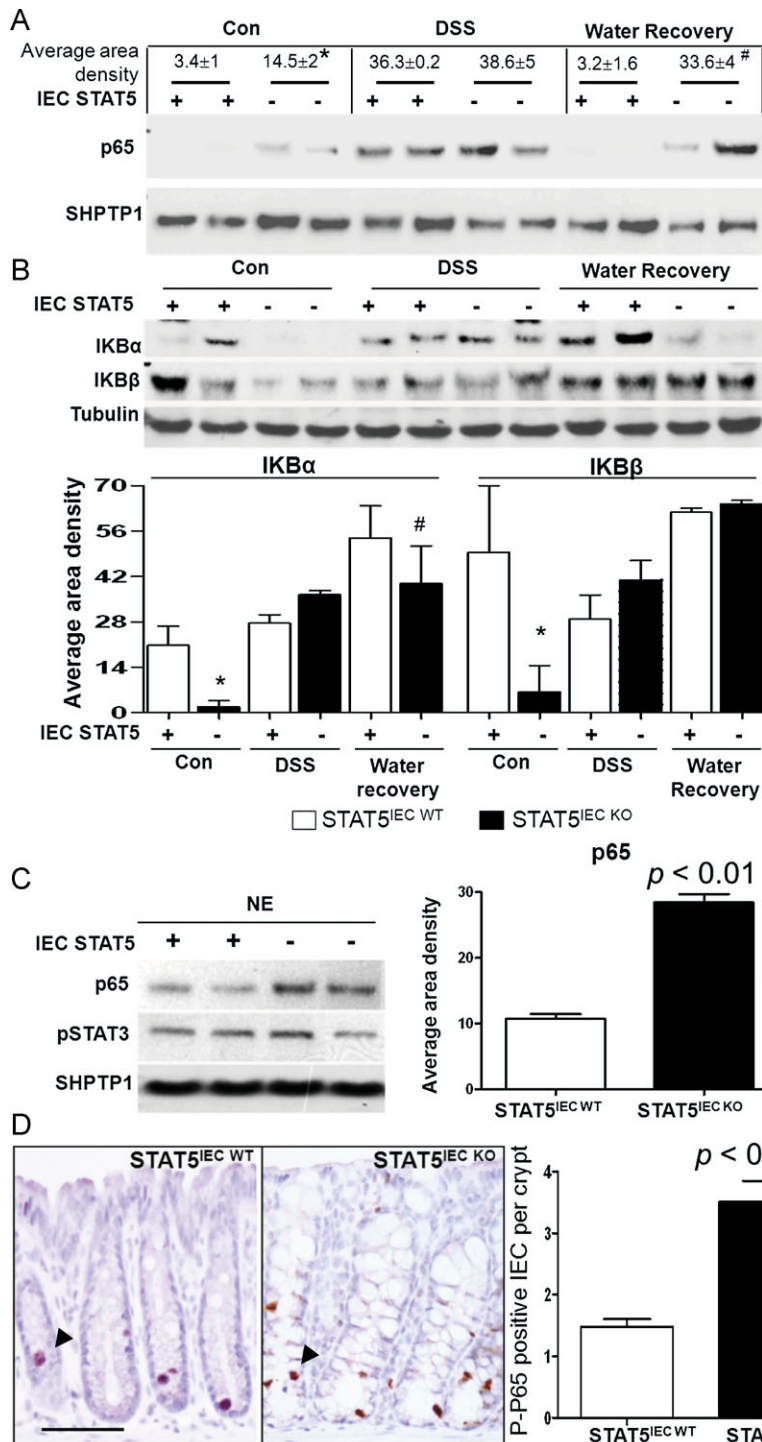 A
Con DSS Water Recovery
Average area density 3.4±1 14.5±2* 36.3±0.2 38.6±5 3.2±1.6 33.6±4 #
IEC STAT5 + + - - + + - - + + - -
p65
SHPTP1
B
Con DSS Water Recovery
IEC STAT5 + + - - + + - - + + - -
IKBα
IKBβ
Tubulin
IKBα IKBβ
Average area density
70
56
42
28
14
0
* # *
IEC STAT5 + - + - + - + - + - + -
Con DSS Water recovery Con DSS Water Recovery
STAT5IEC WT STAT5IEC KO
C
NE
IEC STAT5 + + - -
p65
pSTAT3
SHPTP1
p65
p < 0.01
Average area density
30
20
10
0
STAT5IEC WT STAT5IEC KO
D
STAT5IEC WT STAT5IEC KO
p < 0
P-P65 positive IEC per crypt
4
3
2
1
0
STAT5IEC WT STA